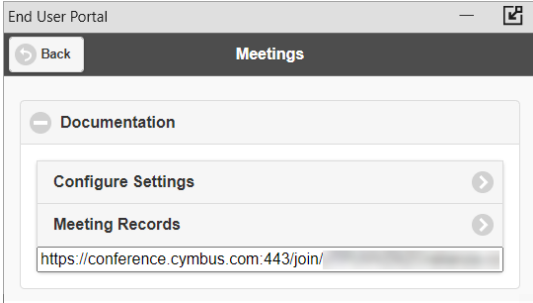 End User Portal
Back
Meetings
Documentation
Configure Settings
Meeting Records
https://conference.cymbus.com:443/join/